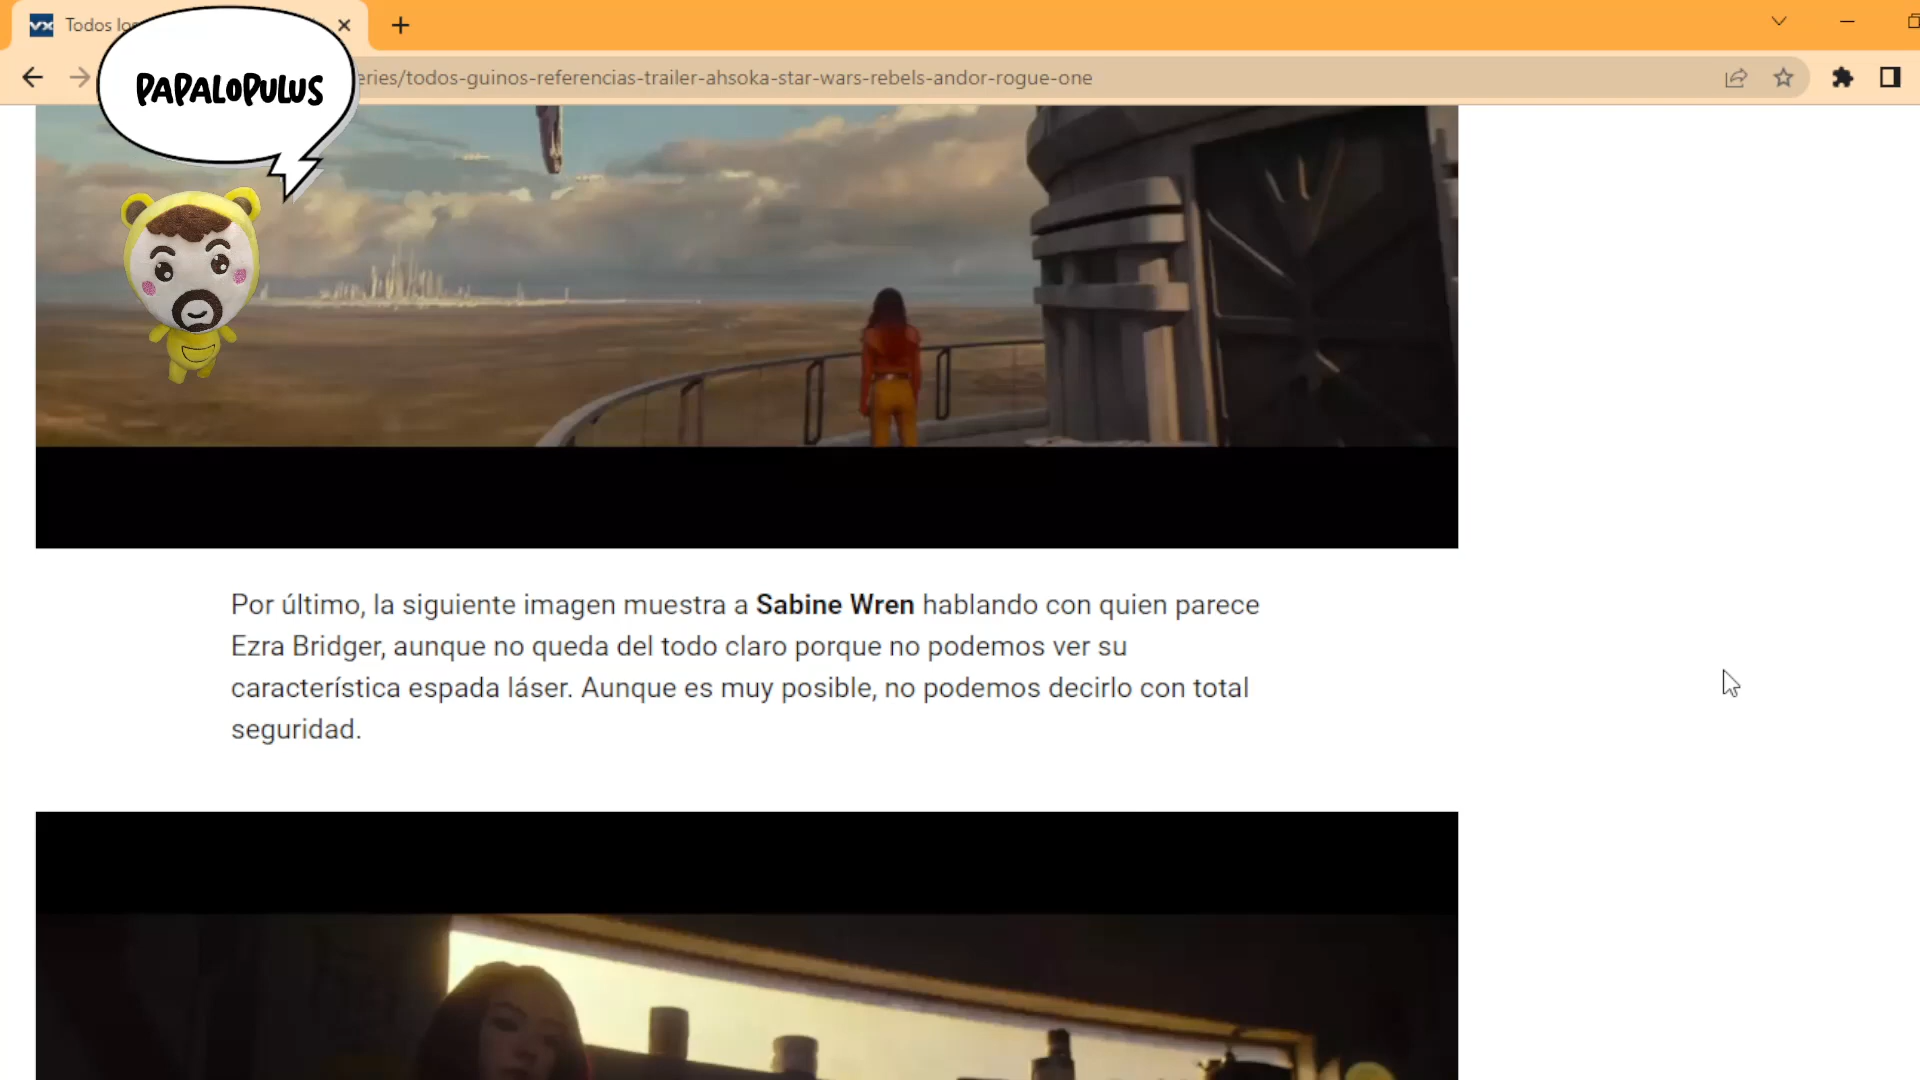 vx Todos lo
PAPALOPULUS
eries/todos-guinos-referencias-trailer-ahsoka-star-wars-rebels-andor-rogue-one
Por último, la siguiente imagen muestra a Sabine Wren hablando con quien parece
Ezra Bridger, aunque no queda del todo claro porque no podemos ver su
característica espada láser. Aunque es muy posible, no podemos decirlo con total
seguridad.